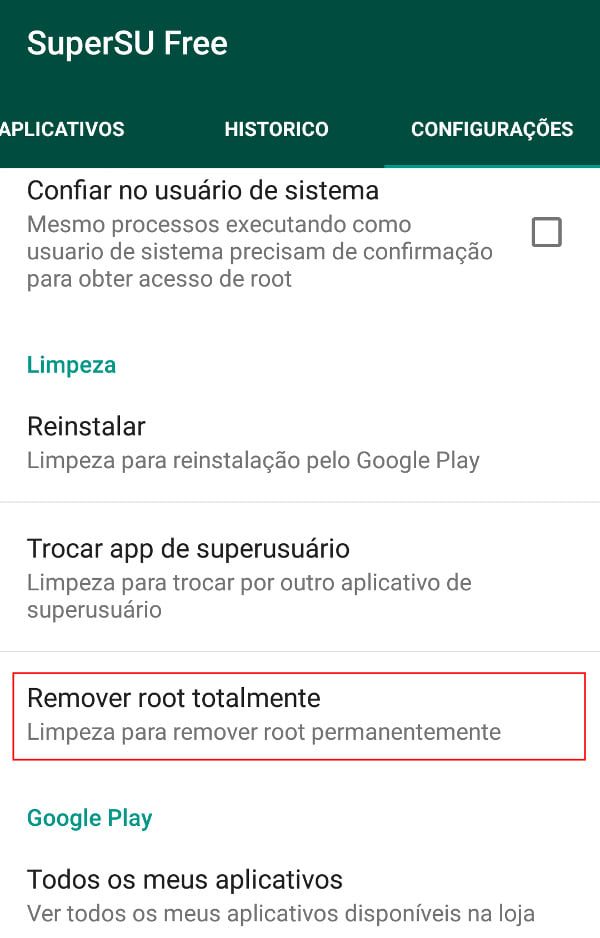 SuperSU Free
APLICATIVOS HISTORICO CONFIGURAÇÕES
Confiar no usuário de sistema
Mesmo processos executando como
usuario de sistema precisam de confirmação
para obter acesso de root
Limpeza
Reinstalar
Limpeza para reinstalação pelo Google Play
Trocar app de superusuário
Limpeza para trocar por outro aplicativo de
superusuário
Remover root totalmente
Limpeza para remover root permanentemente
Google Play
Todos os meus aplicativos
Ver todos os meus aplicativos disponíveis na loja